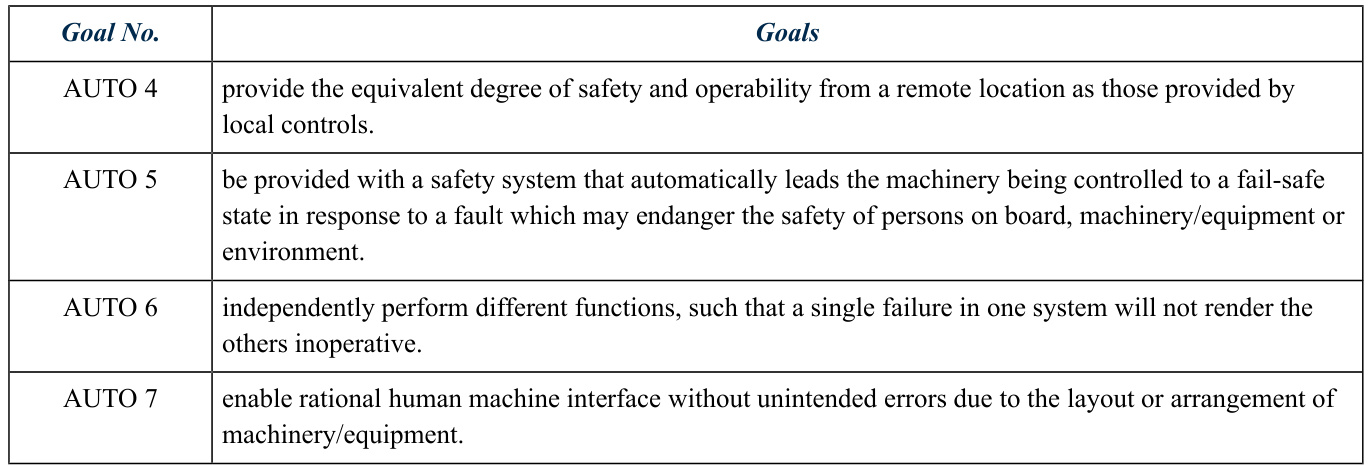 Goal No. Goals
AUTO 4 provide the equivalent degree of safety and operability from a remote location as those provided by
local controls.
AUTO 5 be provided with a safety system that automatically leads the machinery being controlled to a fail-safe
state in response to a fault which may endanger the safety of persons on board, machinery/equipment or
environment.
AUTO 6 independently perform different functions, such that a single failure in one system will not render the
others inoperative.
AUTO 7 enable rational human machine interface without unintended errors due to the layout or arrangement of
machinery/equipment.